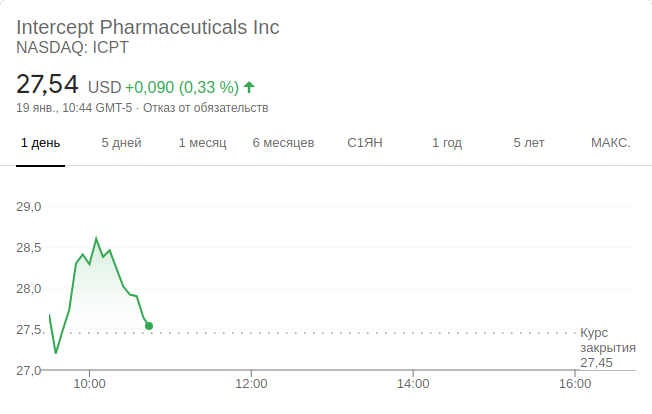 Intercept Pharmaceuticals Inc
NASDAQ: ICPT
27,54 USD +0,090 (0,33 %)
19 янв., 10:44 GMT-5 · Отказ от обязательств
1 день 5 дней 1 месяц 6 месяцев С1ЯН 1 год 5 лет МАКС.
29,0
28,5
28,0
27,5
Курс
закрытия
27,45
27,0
10:00 12:00 14:00 16:00